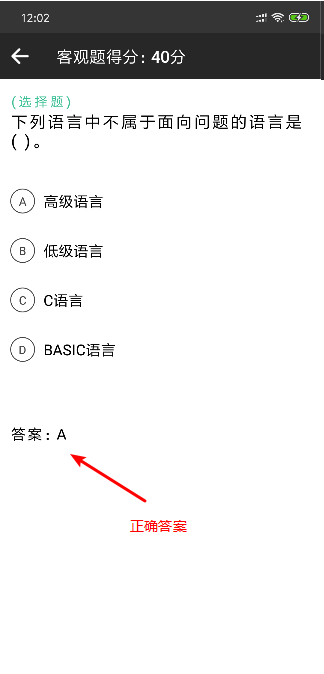 12:02
客观题得分: 40分
(选择题)
下列语言中不属于面向问题的语言是
( )。
A 高级语言
B 低级语言
C C语言
D BASIC语言
答案: A
正确答案